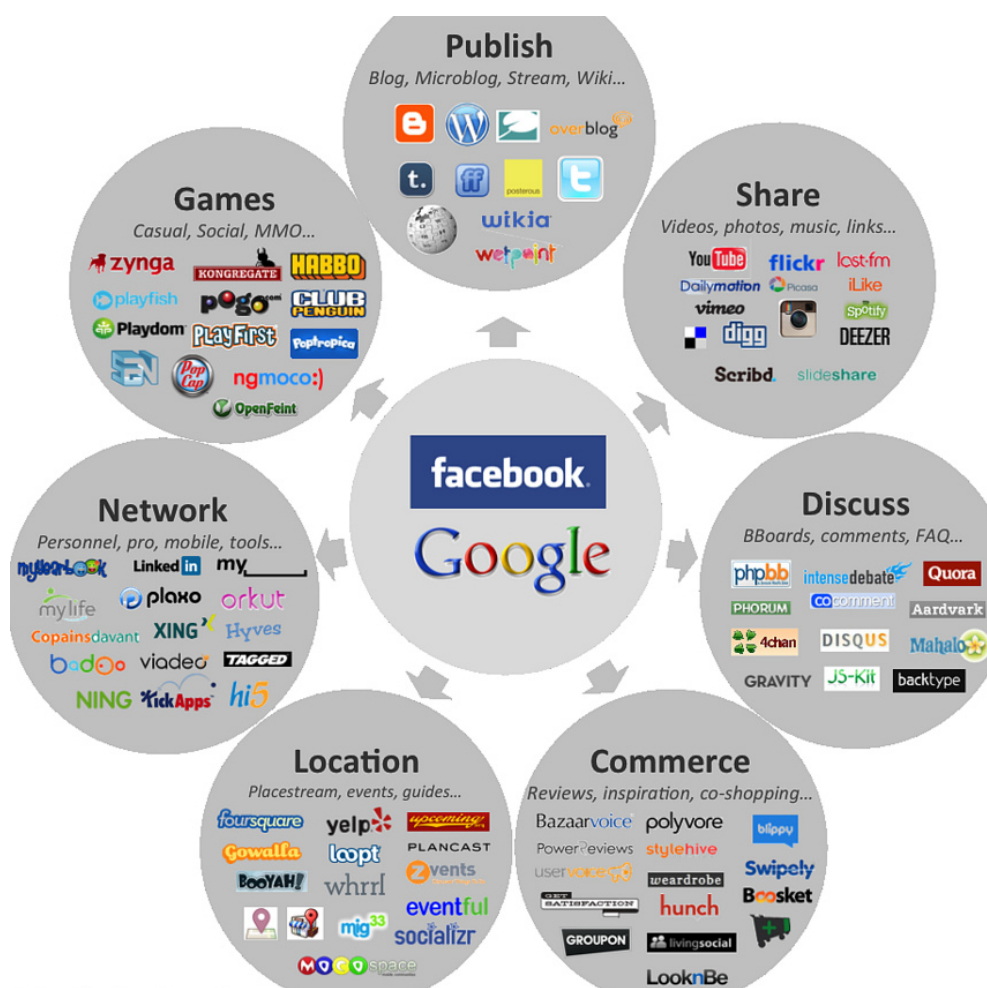 Publish
Blog, Microblog, Stream, Wiki...
overblog
t. ff posterous t
wikia
wetpaint
Games
Casual, Social, MMO...
zynga KONGREGATE HABBO
playfish pogo.com CLUB PENGUIN
Playdom PLAYFIRST Poptropica
PopCap ngmoco:)
OPENFEINT
Share
Videos, photos, music, links...
YouTube flickr last.fm
Dailymotion Picasa iLike
vimeo Spotify
digg DEEZER
Scribd. slideshare
facebook.
Google
Network
Personnel, pro, mobile, tools...
myYearbook Linked in my
mylife plaxo orkut
Copainsdavant XING Hyves
badoo viadeo TAGGED
NING KickApps hi5
Discuss
BBoards, comments, FAQ...
phpbb intensedebate Quora
PHORUM cocomment Aardvark
4chan DISQUS Mahalo
GRAVITY JS-Kit backtype
Location
Placestream, events, guides...
foursquare yelp upcoming
Gowalla loopt PLANCAST
BOOYAH! whrrl Zvents
mig33 eventful
socializr
MOCOspace
Commerce
Reviews, inspiration, co-shopping...
Bazaarvoice polyvore blippy
PowerReviews stylehive Swipely
uservoice weardrobe Boosket
GET SATISFACTION hunch
GROUPON livingsocial
LooknBe